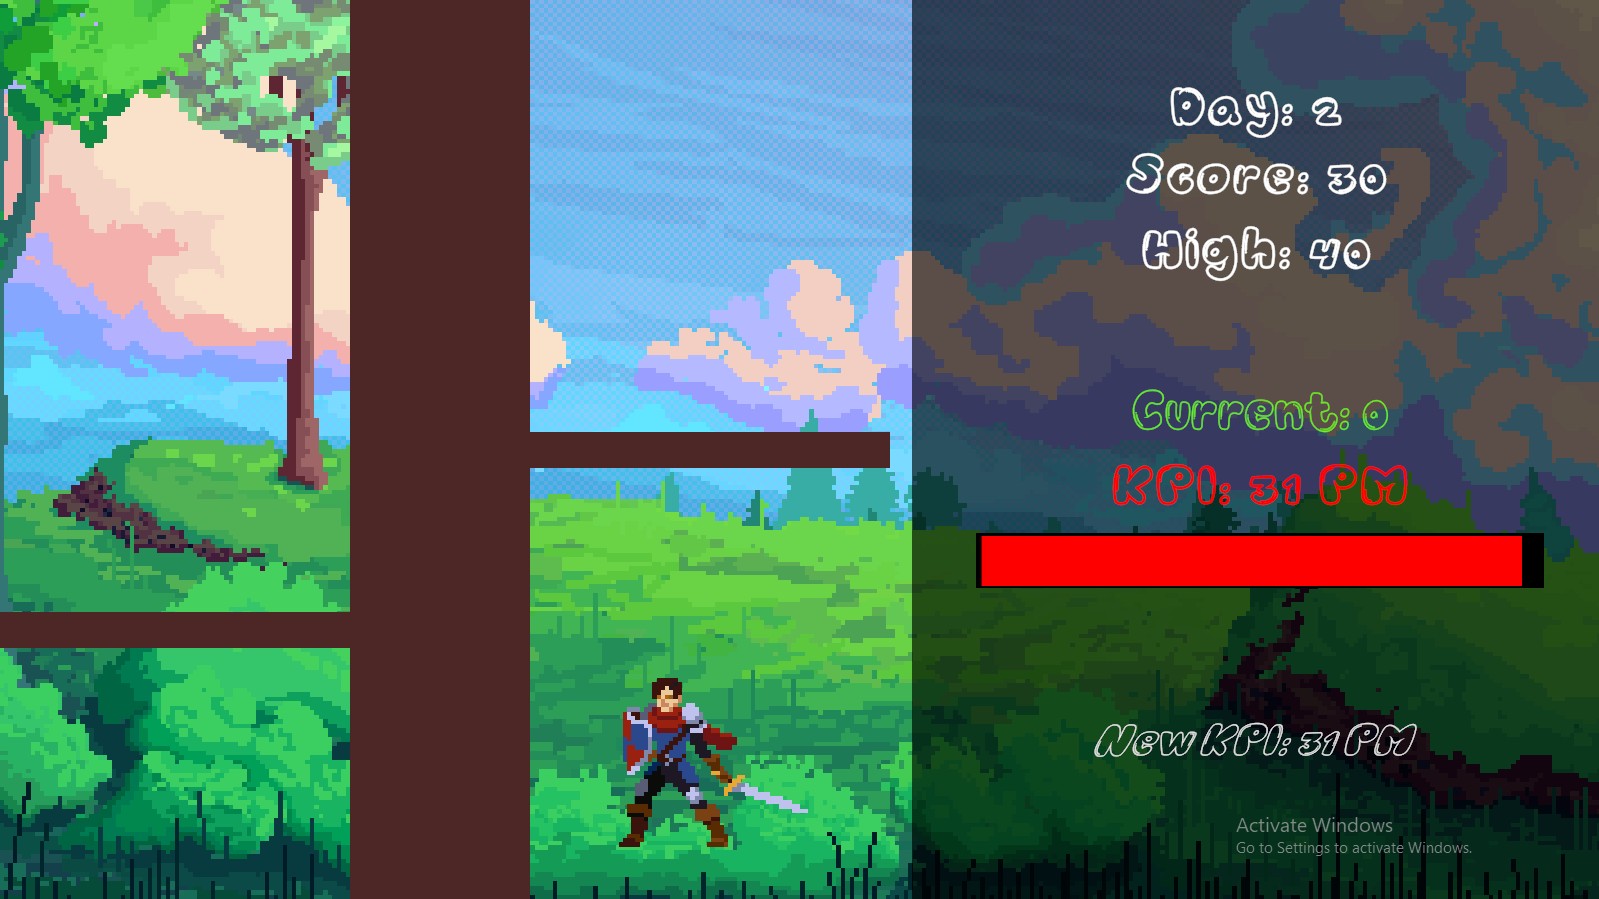 Day: 2
Score: 30
High: 40
Current: 0
KPI: 31 PM
New KPI: 31 PM
Activate Windows
Go to Settings to activate Windows.